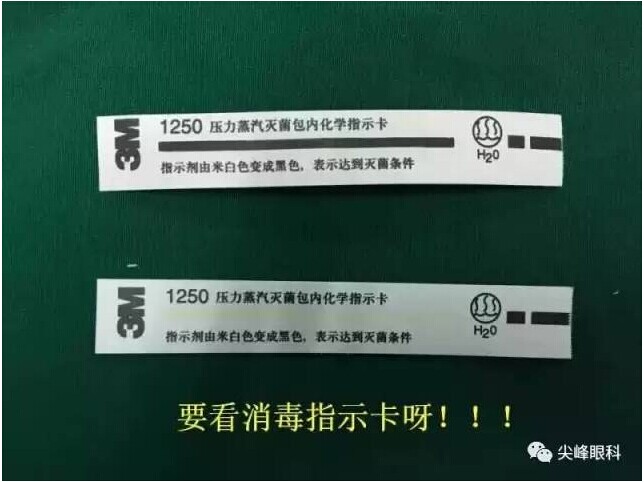 3M
1250 压力蒸汽灭菌包内化学指示卡
指示剂由米白色变成黑色，表示达到灭菌条件
H₂O
3M
1250 压力蒸汽灭菌包内化学指示卡
指示剂由米白色变成黑色，表示达到灭菌条件
H₂O
要看消毒指示卡呀！！！
尖峰眼科